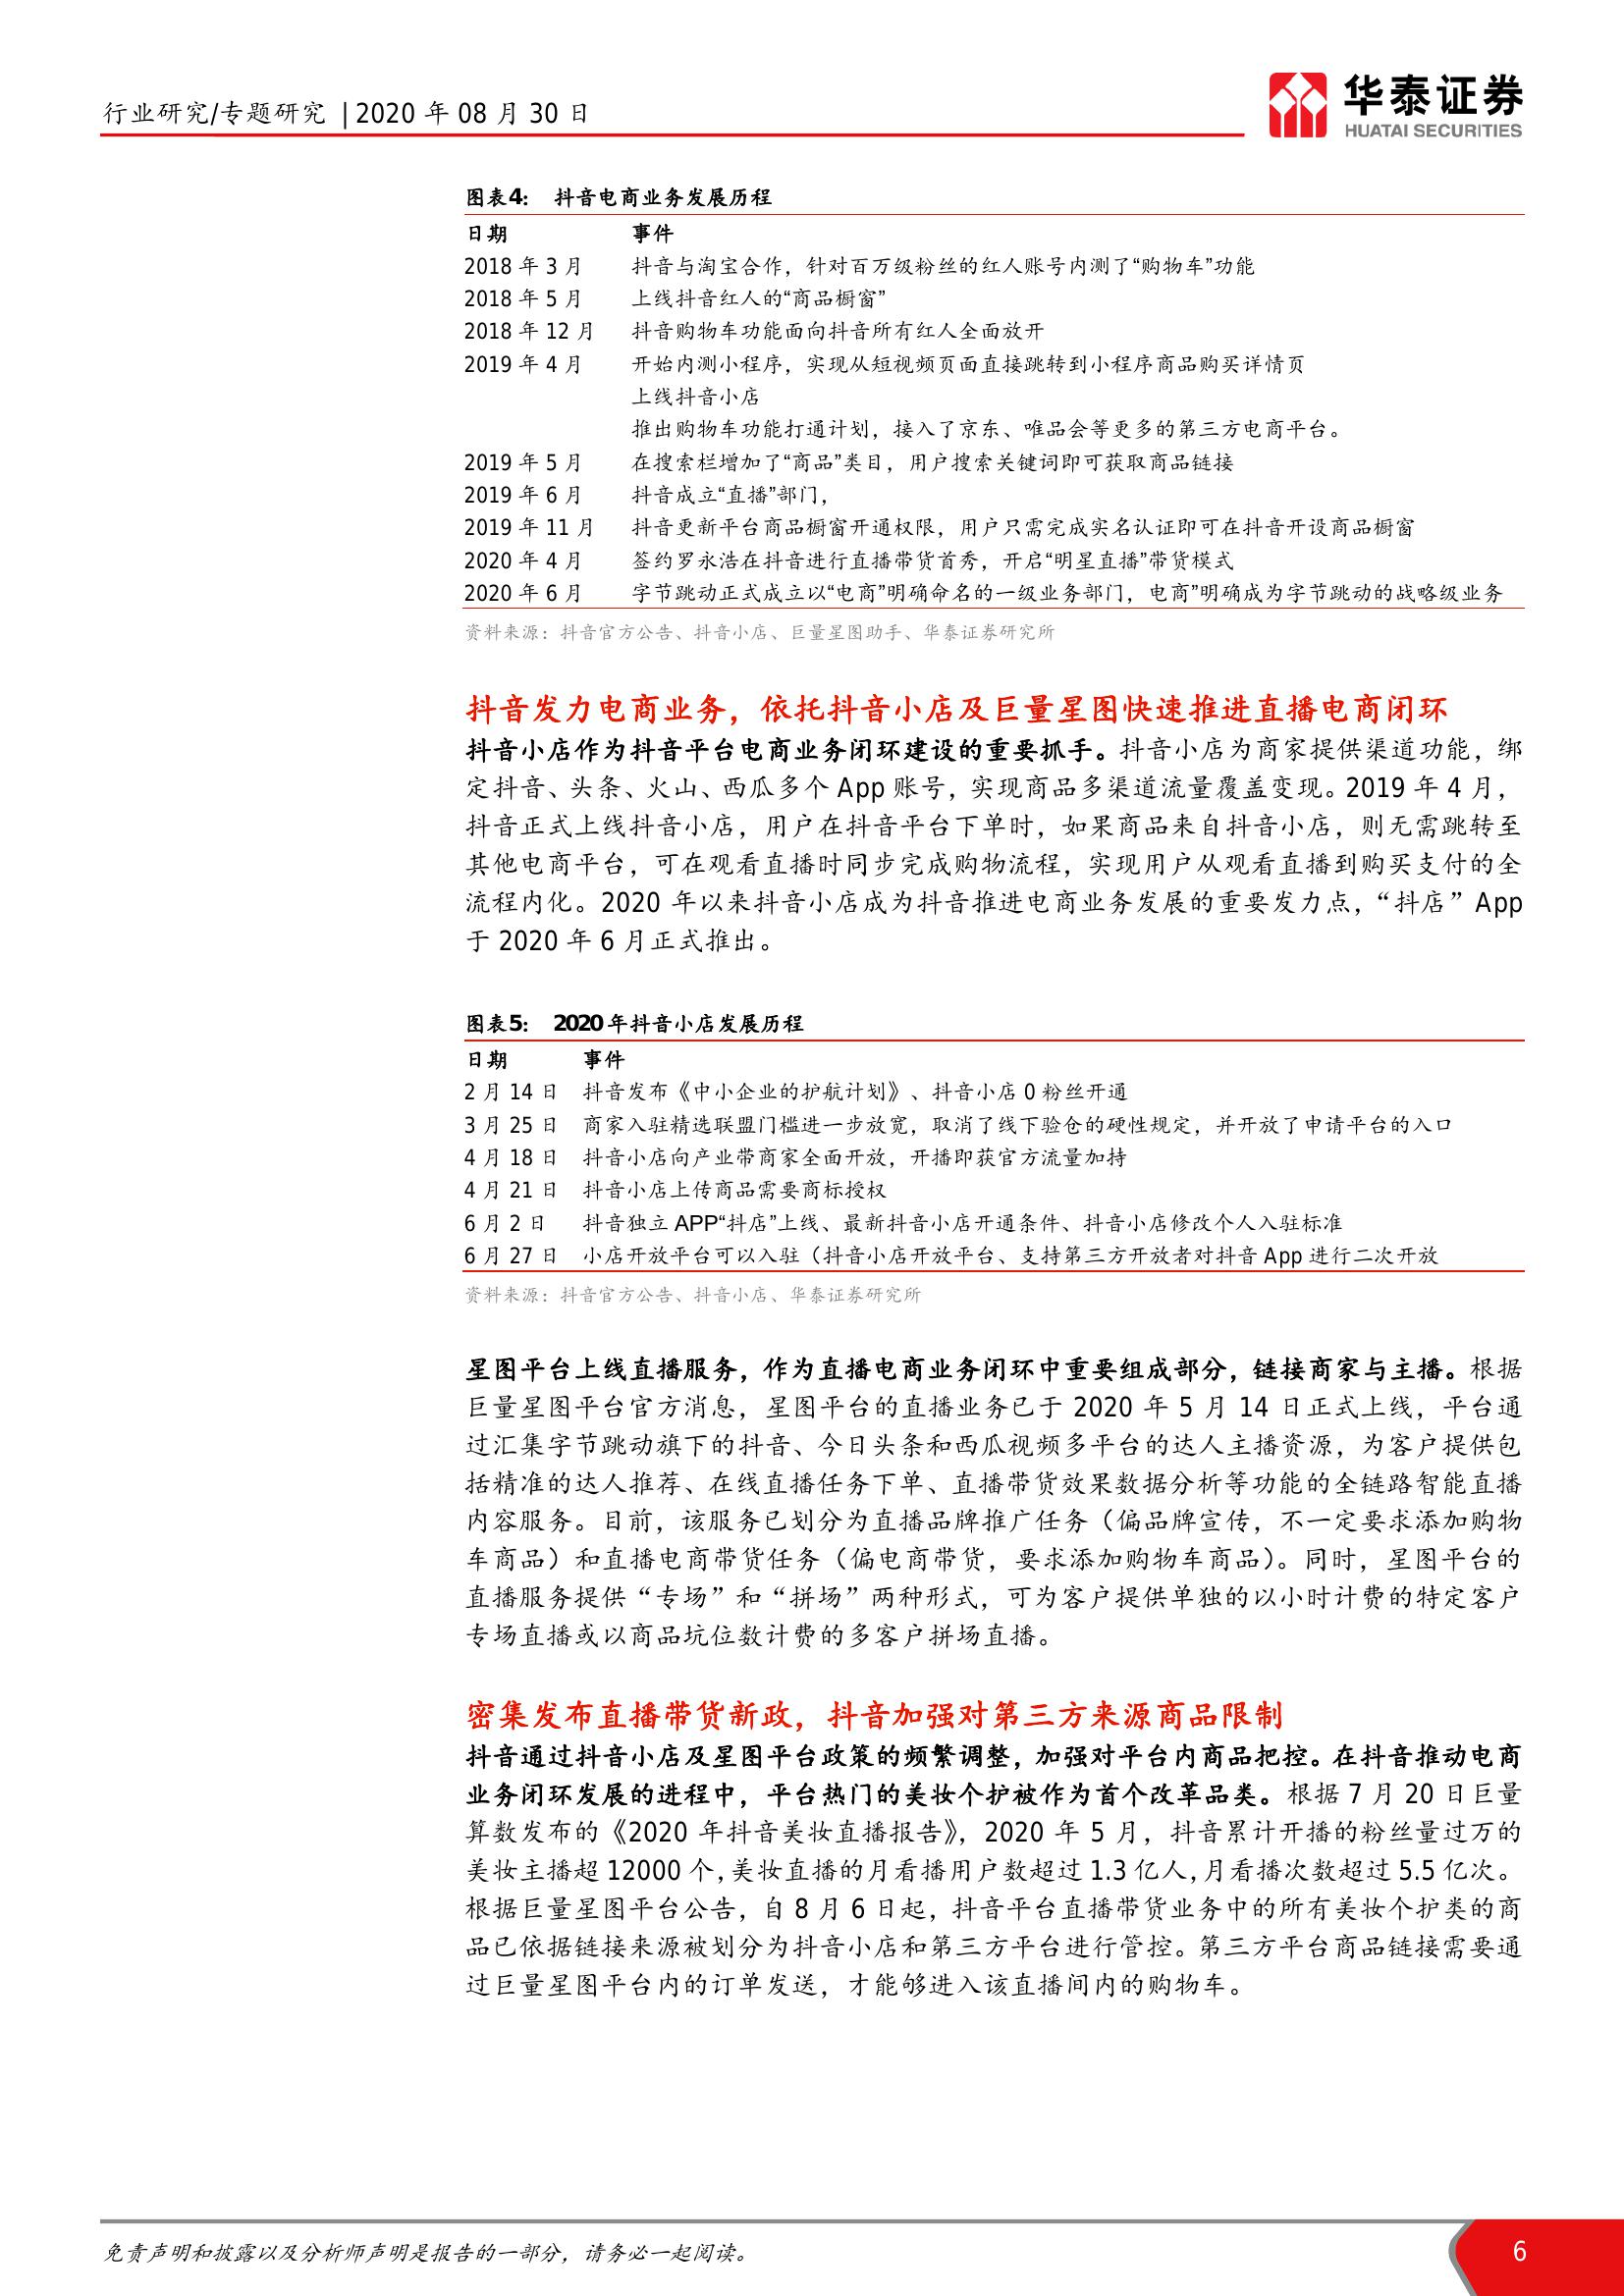 行业研究/专题研究 | 2020 年 08 月 30 日
华泰证券
HUATAI SECURITIES
图表4: 抖音电商业务发展历程
日期 事件
2018 年 3 月 抖音与淘宝合作，针对百万级粉丝的红人账号内测了“购物车”功能
2018 年 5 月 上线抖音红人的“商品橱窗”
2018 年 12 月 抖音购物车功能面向抖音所有红人全面放开
2019 年 4 月 开始内测小程序，实现从短视频页面直接跳转到小程序商品购买详情页
上线抖音小店
推出购物车功能打通计划，接入了京东、唯品会等更多的第三方电商平台。
2019 年 5 月 在搜索栏增加了“商品”类目，用户搜索关键词即可获取商品链接
2019 年 6 月 抖音成立“直播”部门，
2019 年 11 月 抖音更新平台商品橱窗开通权限，用户只需完成实名认证即可在抖音开设商品橱窗
2020 年 4 月 签约罗永浩在抖音进行直播带货首秀，开启“明星直播”带货模式
2020 年 6 月 字节跳动正式成立以“电商”明确命名的一级业务部门，电商”明确成为字节跳动的战略级业务
资料来源：抖音官方公告、抖音小店、巨量星图助手、华泰证券研究所
抖音发力电商业务，依托抖音小店及巨量星图快速推进直播电商闭环
抖音小店作为抖音平台电商业务闭环建设的重要抓手。抖音小店为商家提供渠道功能，绑
定抖音、头条、火山、西瓜多个 App 账号，实现商品多渠道流量覆盖变现。2019 年 4 月，
抖音正式上线抖音小店，用户在抖音平台下单时，如果商品来自抖音小店，则无需跳转至
其他电商平台，可在观看直播时同步完成购物流程，实现用户从观看直播到购买支付的全
流程内化。2020 年以来抖音小店成为抖音推进电商业务发展的重要发力点，“抖店”App
于 2020 年 6 月正式推出。
图表5: 2020年抖音小店发展历程
日期 事件
2 月 14 日 抖音发布《中小企业的护航计划》、抖音小店 0 粉丝开通
3 月 25 日 商家入驻精选联盟门槛进一步放宽，取消了线下验仓的硬性规定，并开放了申请平台的入口
4 月 18 日 抖音小店向产业带商家全面开放，开播即获官方流量加持
4 月 21 日 抖音小店上传商品需要商标授权
6 月 2 日 抖音独立 APP“抖店”上线、最新抖音小店开通条件、抖音小店修改个人入驻标准
6 月 27 日 小店开放平台可以入驻（抖音小店开放平台、支持第三方开放者对抖音 App 进行二次开放
资料来源：抖音官方公告、抖音小店、华泰证券研究所
星图平台上线直播服务，作为直播电商业务闭环中重要组成部分，链接商家与主播。根据
巨量星图平台官方消息，星图平台的直播业务已于 2020 年 5 月 14 日正式上线，平台通
过汇集字节跳动旗下的抖音、今日头条和西瓜视频多平台的达人主播资源，为客户提供包
括精准的达人推荐、在线直播任务下单、直播带货效果数据分析等功能的全链路智能直播
内容服务。目前，该服务已划分为直播品牌推广任务（偏品牌宣传，不一定要求添加购物
车商品）和直播电商带货任务（偏电商带货，要求添加购物车商品）。同时，星图平台的
直播服务提供“专场”和“拼场”两种形式，可为客户提供单独的以小时计费的特定客户
专场直播或以商品坑位数计费的多客户拼场直播。
密集发布直播带货新政，抖音加强对第三方来源商品限制
抖音通过抖音小店及星图平台政策的频繁调整，加强对平台内商品把控。在抖音推动电商
业务闭环发展的进程中，平台热门的美妆个护被作为首个改革品类。根据 7 月 20 日巨量
算数发布的《2020 年抖音美妆直播报告》，2020 年 5 月，抖音累计开播的粉丝量过万的
美妆主播超 12000 个，美妆直播的月看播用户数超过 1.3 亿人，月看播次数超过 5.5 亿次。
根据巨量星图平台公告，自 8 月 6 日起，抖音平台直播带货业务中的所有美妆个护类的商
品已依据链接来源被划分为抖音小店和第三方平台进行管控。第三方平台商品链接需要通
过巨量星图平台内的订单发送，才能够进入该直播间内的购物车。
免责声明和披露以及分析师声明是报告的一部分，请务必一起阅读。
6